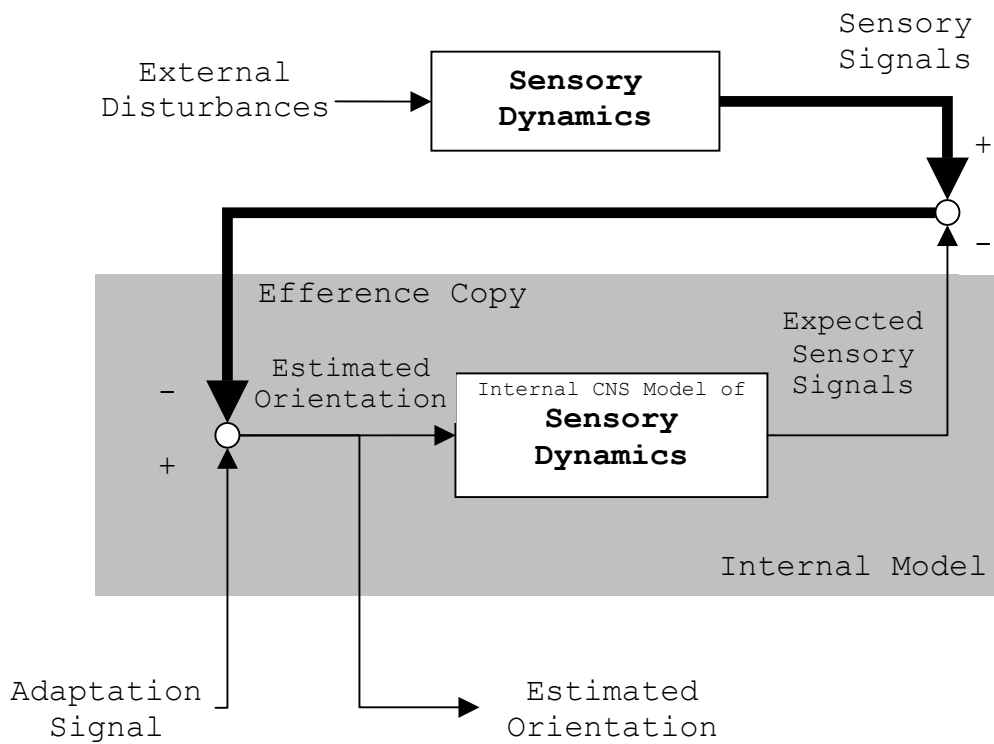 Sensory
Signals
External
Disturbances
Sensory
Dynamics
+
-
Efference Copy
Expected
Sensory
Signals
Estimated
Orientation
Internal CNS Model of
Sensory
Dynamics
-
+
Internal Model
Adaptation
Signal
Estimated
Orientation